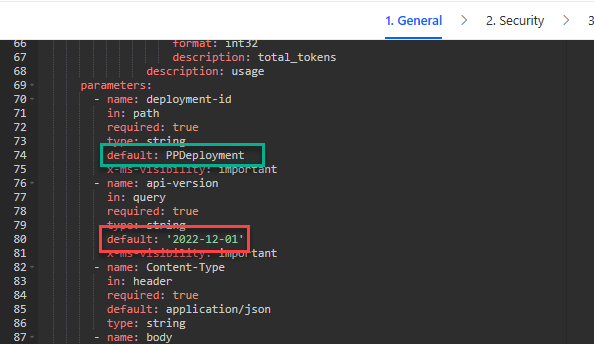 1. General > 2. Security > 3
66 format: int32
67 description: total_tokens
68 description: usage
69 parameters:
70 - name: deployment-id
71 in: path
72 required: true
73 type: string
74 default: PPDeployment
75 x-ms-visibility: important
76 - name: api-version
77 in: query
78 required: true
79 type: string
80 default: '2022-12-01'
81 x-ms-visibility: important
82 - name: Content-Type
83 in: header
84 required: true
85 default: application/json
86 type: string
87 - name: body